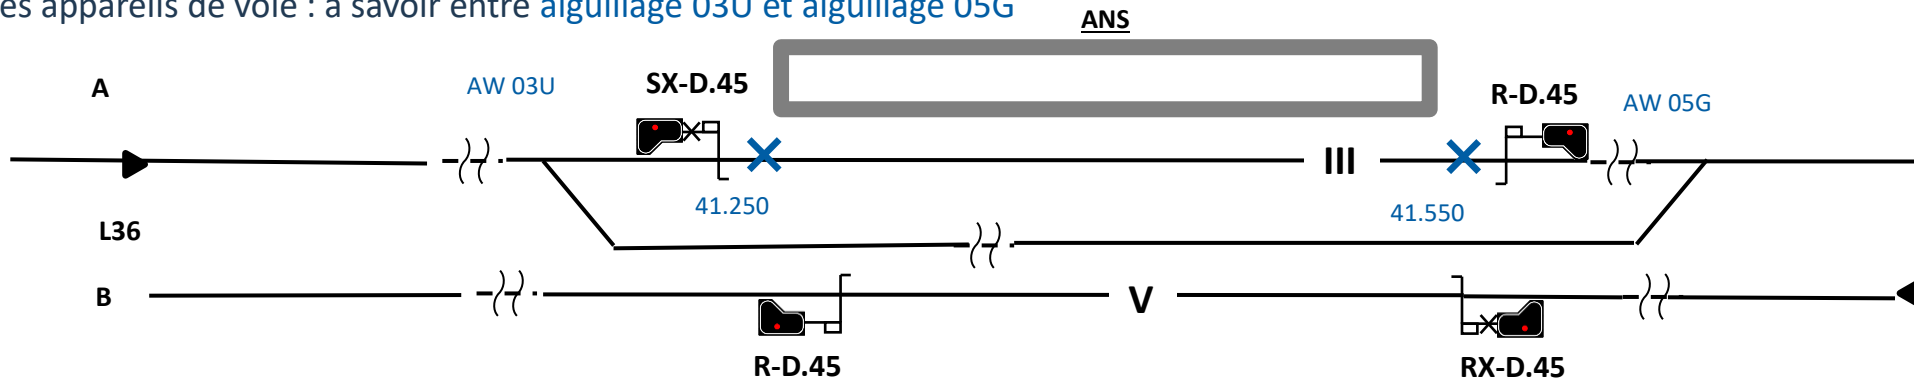 es appareils de voie : à savoir entre aiguillage 03U et aiguillage 05G
ANS
A
AW 03U
SX-D.45
R-D.45
AW 05G
III
41.250
41.550
L36
B
V
R-D.45
RX-D.45